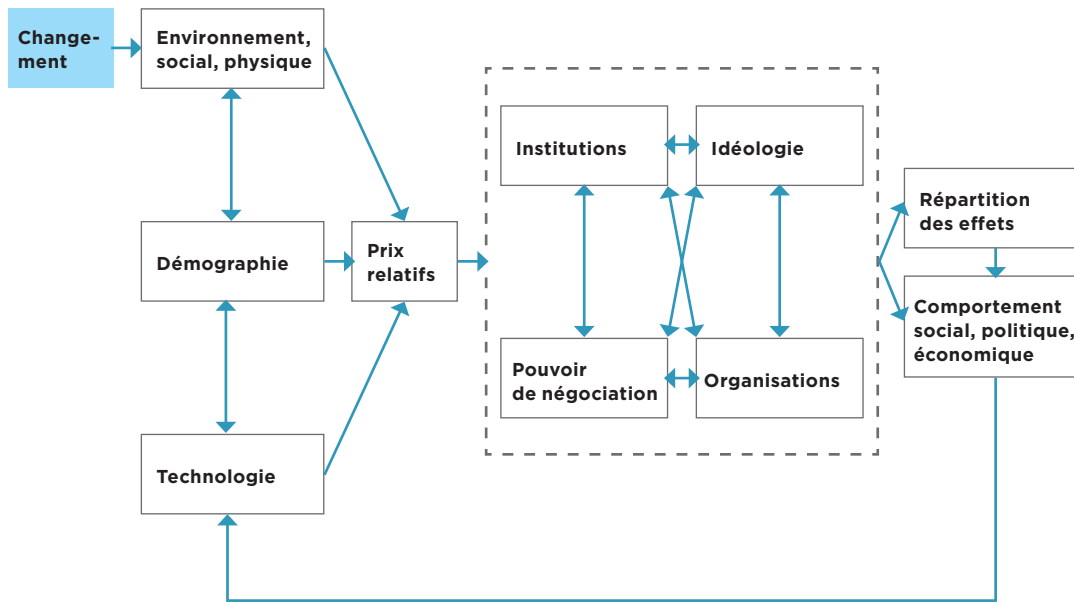 Change-
ment
Environnement,
social, physique
Démographie
Technologie
Prix
relatifs
Institutions
Idéologie
Pouvoir
de négociation
Organisations
Répartition
des effets
Comportement
social, politique,
économique